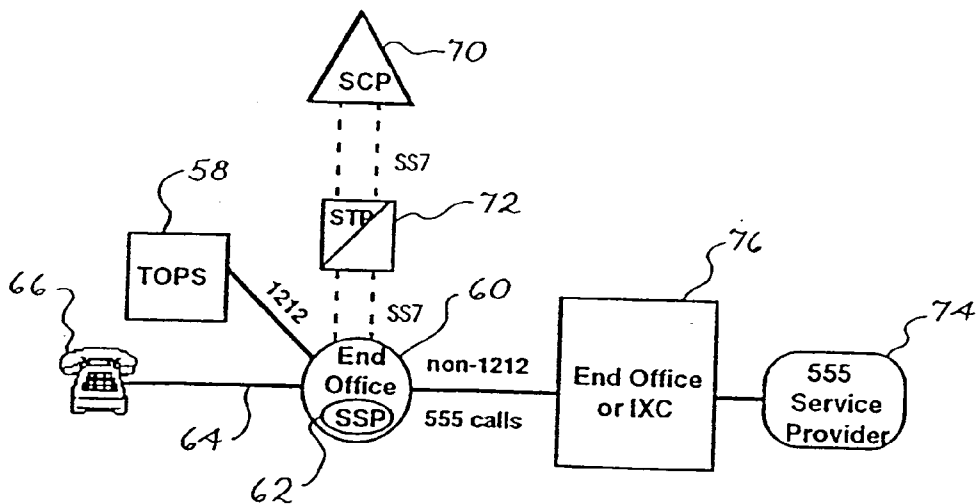 70
SCP
SS7
58
STP
72
76
TOPS
66
1212
SS7
60
74
End
Office
non-1212
End Office
or IXC
555
Service
Provider
SSP
555 calls
64
62